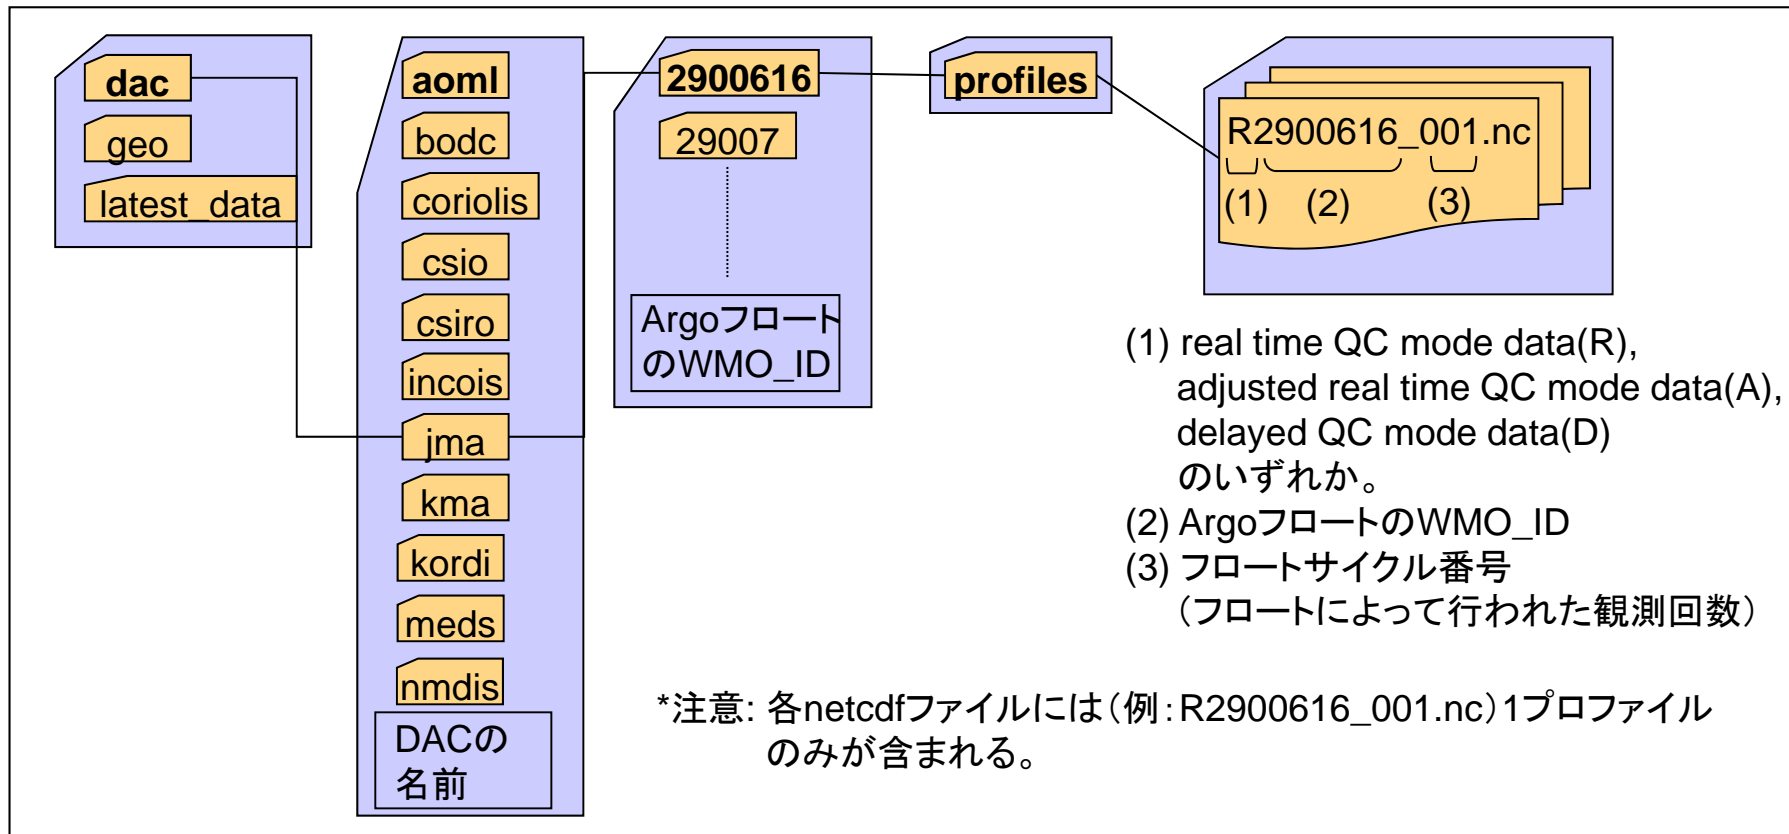 dac
geo
latest_data
aoml
bodc
coriolis
csio
csiro
incois
jma
kma
kordi
meds
nmdis
DACの
名前
2900616
29007
Argoフロート
のWMO_ID
profiles
R2900616_001.nc
(1) (2) (3)
(1) real time QC mode data(R),
adjusted real time QC mode data(A),
delayed QC mode data(D)
のいずれか。
(2) ArgoフロートのWMO_ID
(3) フロートサイクル番号
（フロートによって行われた観測回数）
*注意: 各netcdfファイルには（例：R2900616_001.nc）1プロファイル
のみが含まれる。